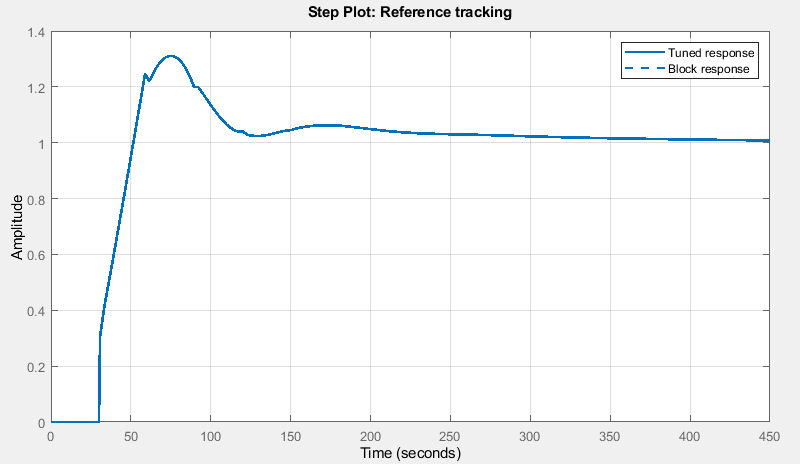 Step Plot: Reference tracking
Tuned response
Block response
1.4
1.2
1
0.8
0.6
0.4
0.2
0
Amplitude
0 50 100 150 200 250 300 350 400 450
Time (seconds)